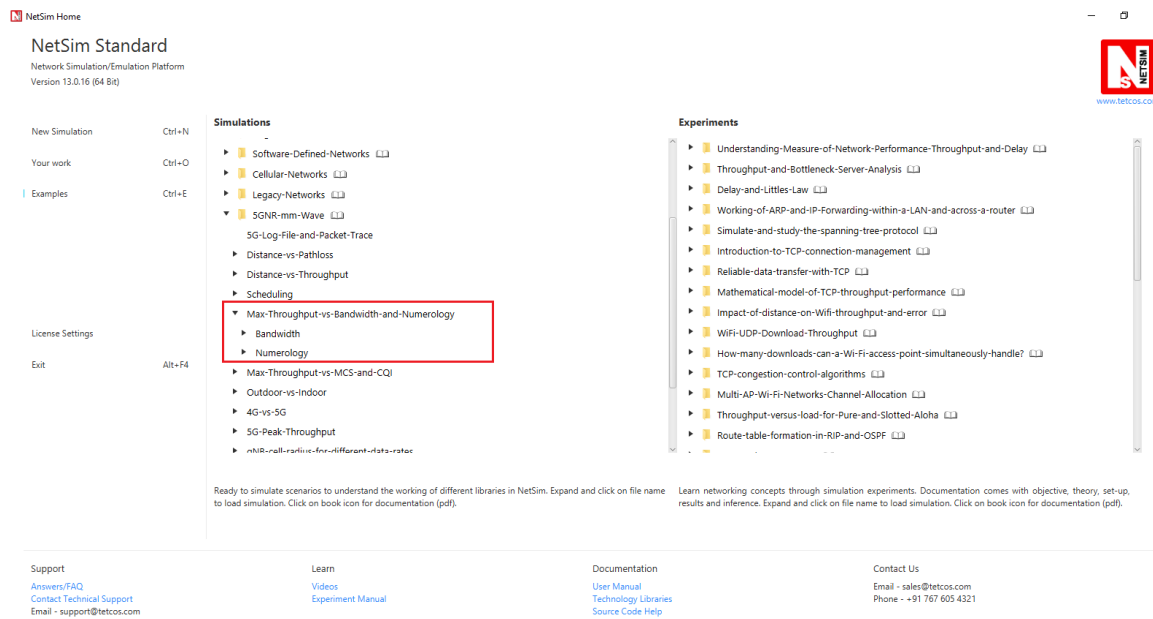 NetSim Home
NetSim Standard
Network Simulation/Emulation Platform
Version 13.0.16 (64 Bit)
NETSIM
www.tetcos.co
New Simulation Ctrl+N
Your work Ctrl+O
Examples Ctrl+E
License Settings
Exit Alt+F4
Simulations
Software-Defined-Networks
Cellular-Networks
Legacy-Networks
5GNR-mm-Wave
5G-Log-File-and-Packet-Trace
Distance-vs-Pathloss
Distance-vs-Throughput
Scheduling
Max-Throughput-vs-Bandwidth-and-Numerology
Bandwidth
Numerology
Max-Throughput-vs-MCS-and-CQI
Outdoor-vs-Indoor
4G-vs-5G
5G-Peak-Throughput
gNB-cell-radius-for-different-data-rates
Ready to simulate scenarios to understand the working of different libraries in NetSim. Expand and click on file name
to load simulation. Click on book icon for documentation (pdf).
Experiments
Understanding-Measure-of-Network-Performance-Throughput-and-Delay
Throughput-and-Bottleneck-Server-Analysis
Delay-and-Littles-Law
Working-of-ARP-and-IP-Forwarding-within-a-LAN-and-across-a-router
Simulate-and-study-the-spanning-tree-protocol
Introduction-to-TCP-connection-management
Reliable-data-transfer-with-TCP
Mathematical-model-of-TCP-throughput-performance
Impact-of-distance-on-Wifi-throughput-and-error
WiFi-UDP-Download-Throughput
How-many-downloads-can-a-Wi-Fi-access-point-simultaneously-handle?
TCP-congestion-control-algorithms
Multi-AP-Wi-Fi-Networks-Channel-Allocation
Throughput-versus-load-for-Pure-and-Slotted-Aloha
Route-table-formation-in-RIP-and-OSPF
Learn networking concepts through simulation experiments. Documentation comes with objective, theory, set-up,
results and inference. Expand and click on file name to load simulation. Click on book icon for documentation (pdf).
Support
Answers/FAQ
Contact Technical Support
Email - support@tetcos.com
Learn
Videos
Experiment Manual
Documentation
User Manual
Technology Libraries
Source Code Help
Contact Us
Email - sales@tetcos.com
Phone - +91 767 605 4321